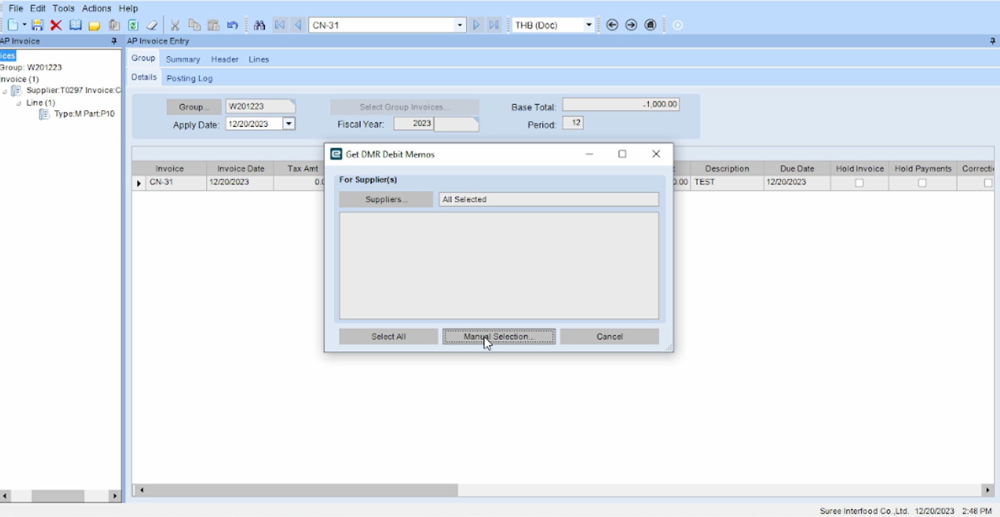 File Edit Tools Actions Help
CN-31 THB (Doc)
AP Invoice
ices
Group: W201223
nvoice (1)
Supplier:T0297 Invoice:C
Line (1)
Type:M Part:P10
AP Invoice Entry
Group Summary Header Lines
Details Posting Log
Group... W201223 Select Group Invoices... Base Total: -1,000.00
Apply Date: 12/20/2023 Fiscal Year: 2023 Period: 12
Invoice Invoice Date Tax Amt Description Due Date Hold Invoice Hold Payments Correcti
CN-31 12/20/2023 0.0 0.00 TEST 12/20/2023
Get DMR Debit Memos
For Supplier(s)
Suppliers... All Selected
Select All Manual Selection... Cancel
Suree Interfood Co.,Ltd. 12/20/2023 2:48 PM